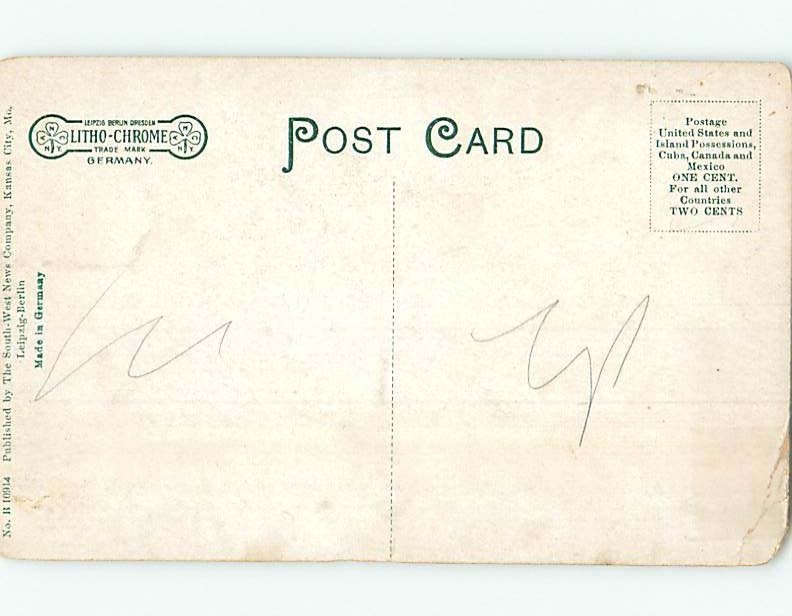 No. B 10914 Published by The South-West News Company, Kansas City, Mo.
Leipzig-Berlin
Made in Germany
LEIPZIG BERLIN DRESDEN
LITHO-CHROME
TRADE MARK
GERMANY.
POST CARD
Postage
United States and
Island Possessions,
Cuba, Canada and
Mexico
ONE CENT.
For all other
Countries
TWO CENTS